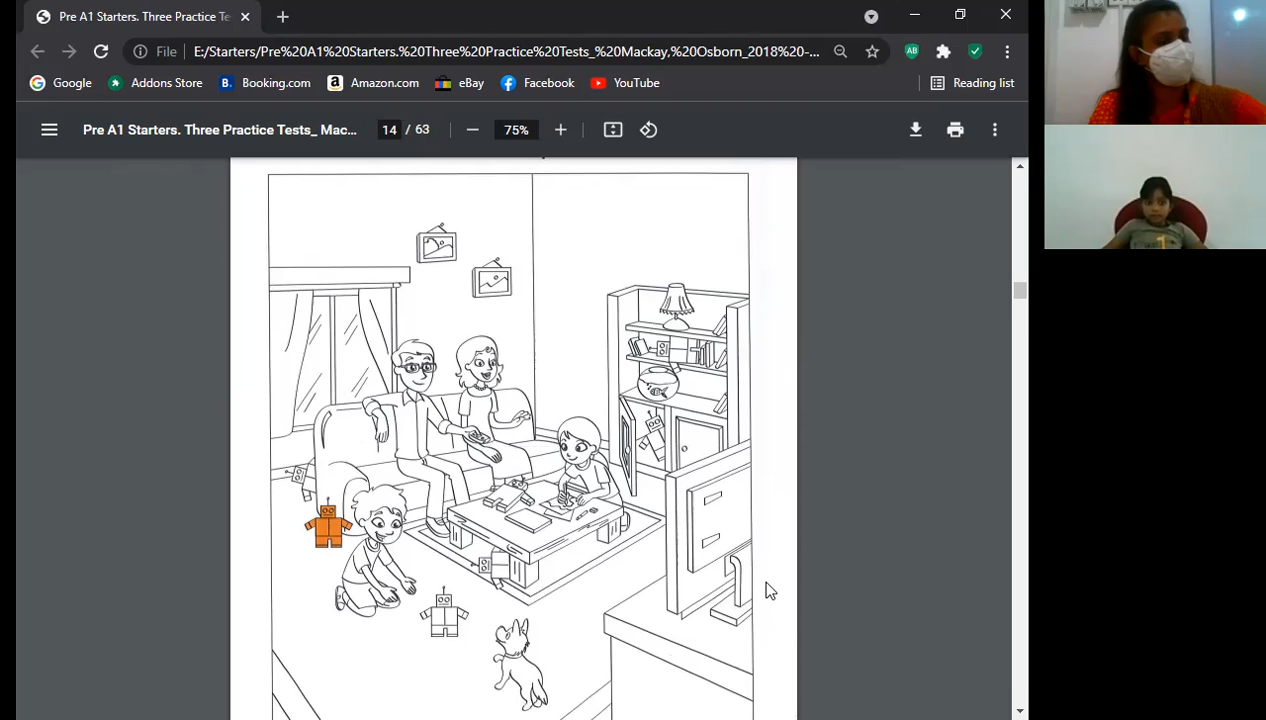 Pre A1 Starters. Three Practice Te
File E:/Starters/Pre%20A1%20Starters.%20Three%20Practice%20Tests_%20Mackay,%20Osborn_2018%20-...
AB
Google Addons Store B. Booking.com a Amazon.com eBay Facebook YouTube Reading list
Pre A1 Starters. Three Practice Tests_ Mac... 14 / 63 75%
1